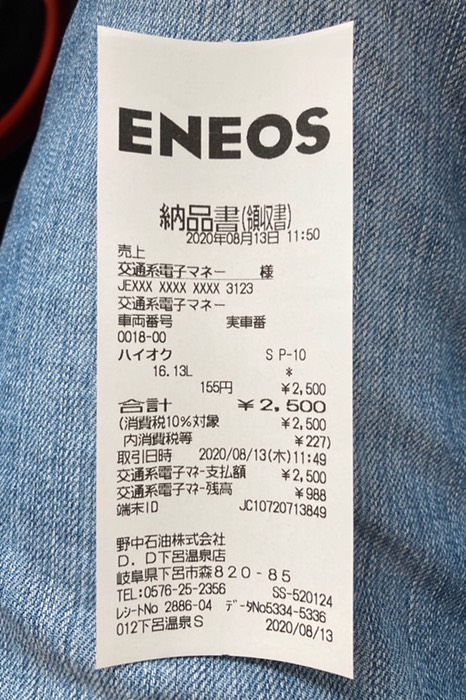 ENEOS
納品書(領収書)
2020年08月13日 11:50
売上
交通系電子マネー 様
JEXXX XXXX XXXX 3123
交通系電子マネー
車両番号 実車番
0018-00
ハイオク S P-10
16.13L *
155円 ¥2,500
合計 ¥2,500
(消費税10%対象 ¥2,500
内消費税等 ¥227)
取引日時 2020/08/13(木)11:49
交通系電子マネー支払額 ¥2,500
交通系電子マネー残高 ¥988
端末ID JC10720713849
野中石油株式会社
D.D下呂温泉店
岐阜県下呂市森820-85
TEL:0576-25-2356 SS-520124
レシートNo 2886-04 データNo5334-5336
012下呂温泉S 2020/08/13